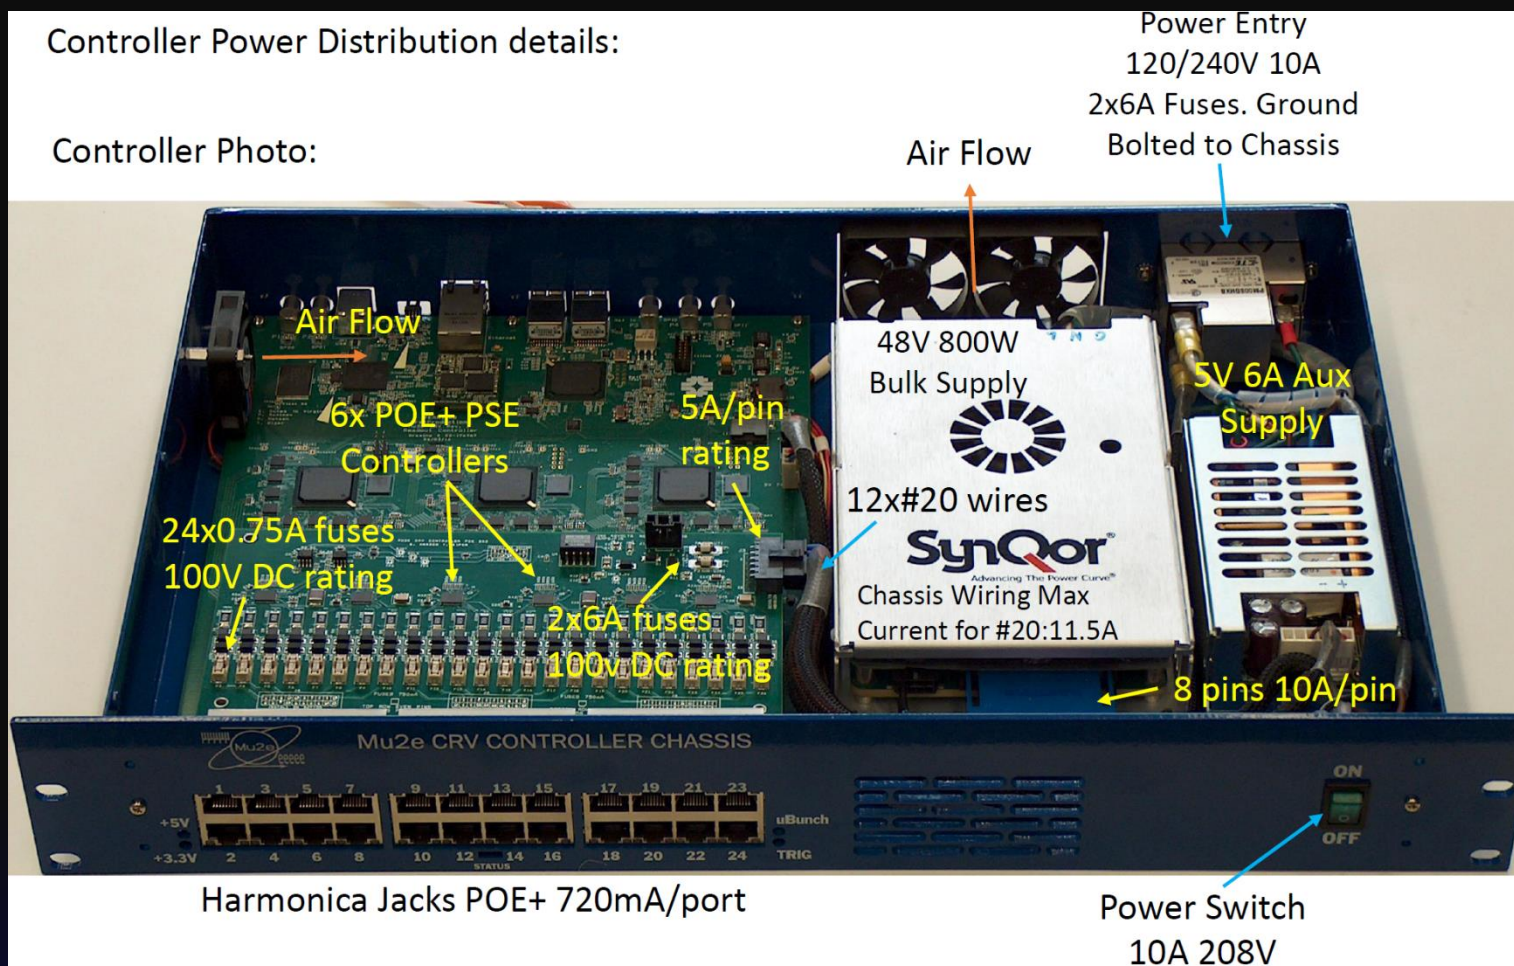 Controller Power Distribution details:
Power Entry
120/240V 10A
2x6A Fuses. Ground
Bolted to Chassis
Controller Photo:
Air Flow
Air Flow
48V 800W
Bulk Supply
5V 6A Aux
Supply
6x POE+ PSE
Controllers
5A/pin
rating
24x0.75A fuses
100V DC rating
12x#20 wires
SynQor®
Advancing The Power Curve®
Chassis Wiring Max
Current for #20:11.5A
2x6A fuses
100v DC rating
8 pins 10A/pin
Mu2e
Mu2e CRV CONTROLLER CHASSIS
1 3 5 7 9 11 13 15 17 19 21 23
+5V
uBunch
+3.3V
2 4 6 8 10 12 14 16 18 20 22 24
TRIG
STATUS
ON
OFF
Harmonica Jacks POE+ 720mA/port
Power Switch
10A 208V